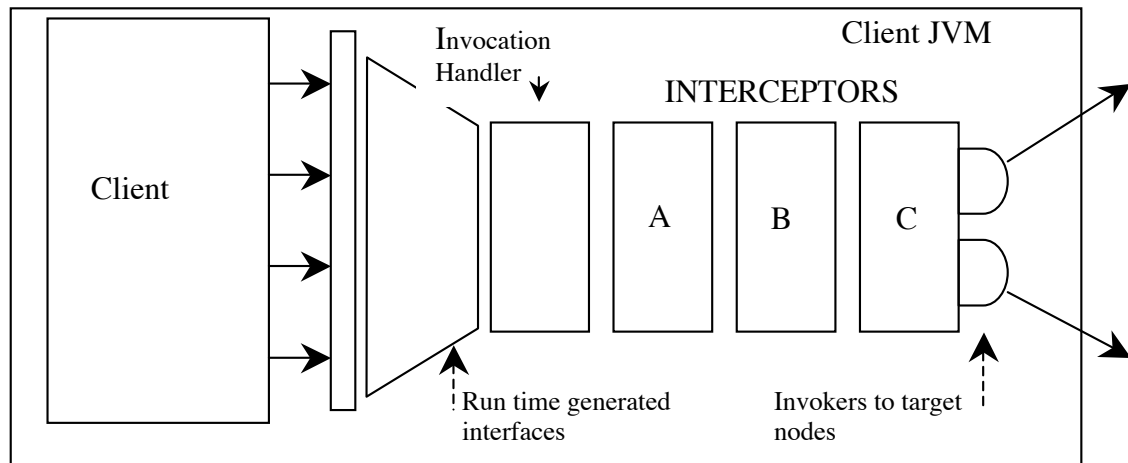 Client JVM
Invocation
Handler
INTERCEPTORS
Client
A
B
C
Run time generated
interfaces
Invokers to target
nodes